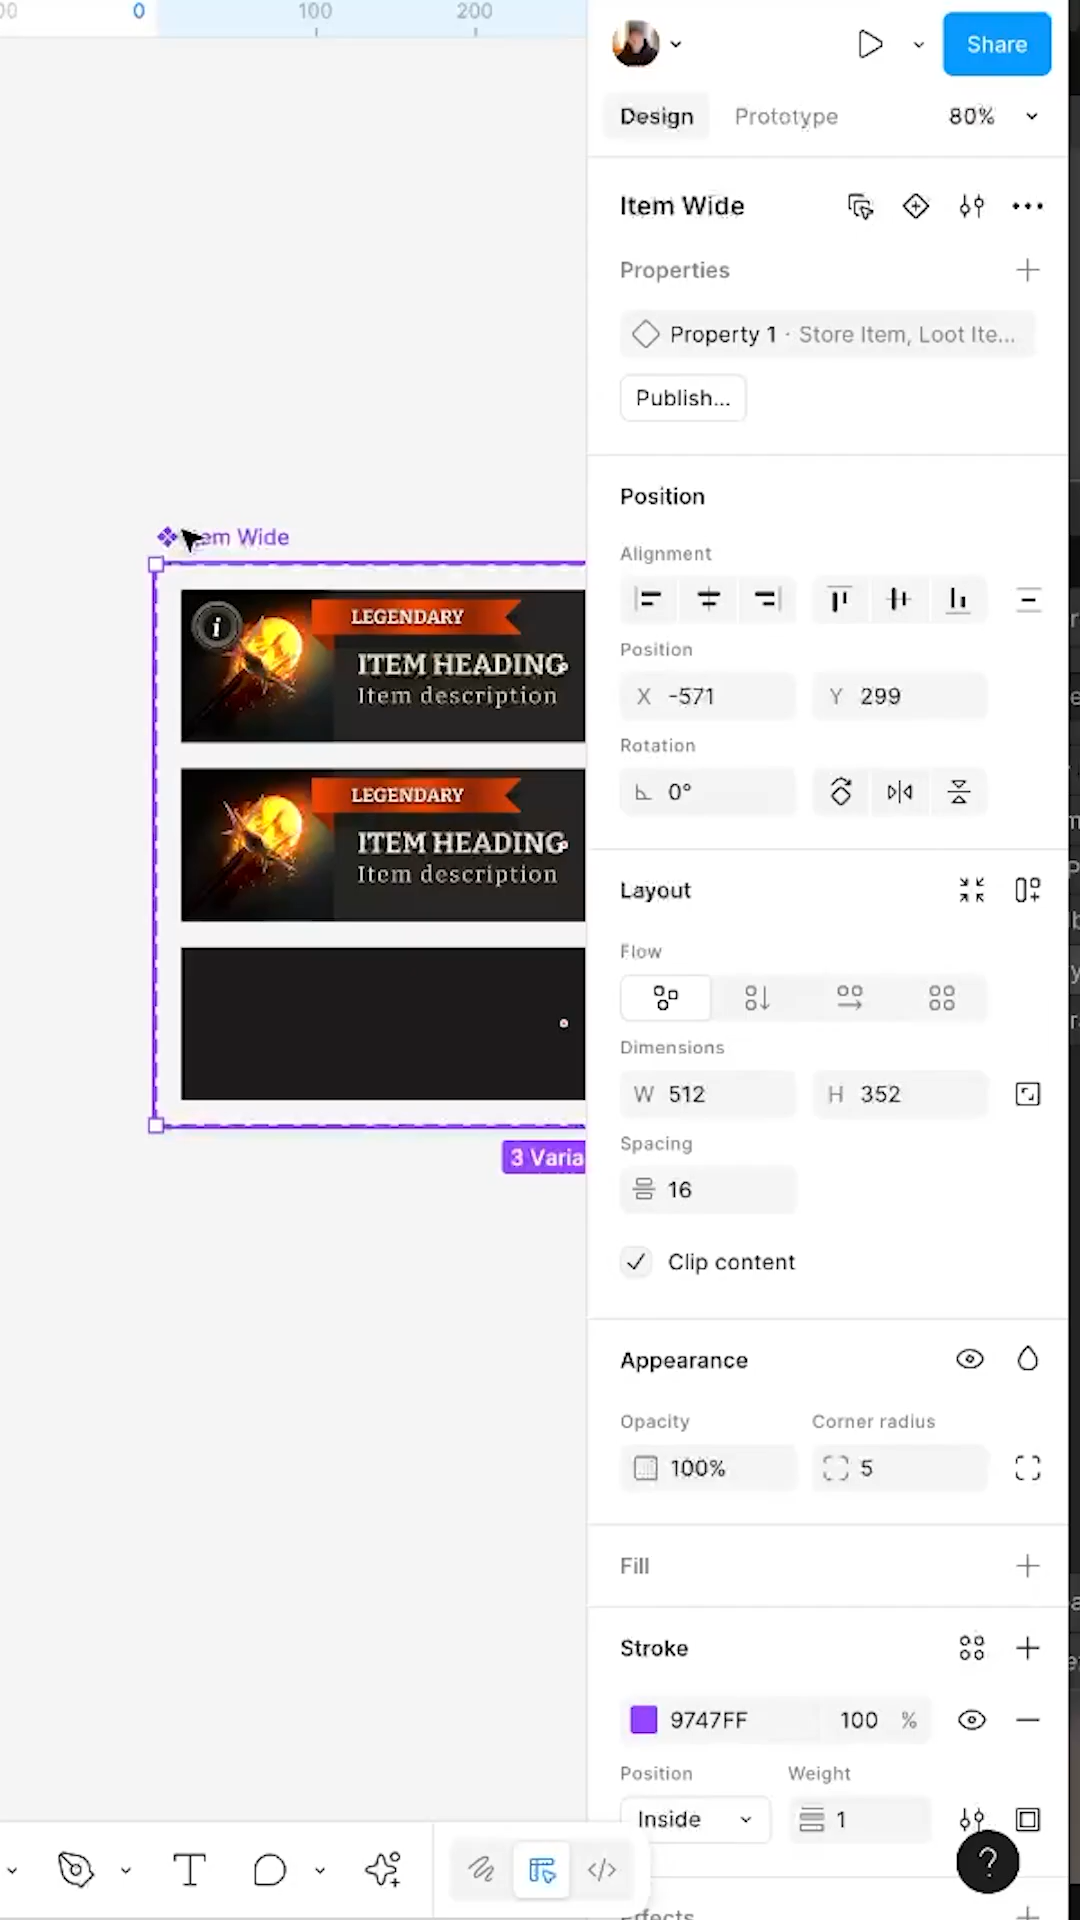 0
100
200
Share
Design
Prototype
80%
Item Wide
Properties
Property 1 · Store Item, Loot Ite...
Publish...
Position
Alignment
Position
X -571
Y 299
Rotation
0°
Layout
Flow
Dimensions
W 512
H 352
Spacing
16
Clip content
Appearance
Opacity
Corner radius
100%
5
Fill
Stroke
9747FF
100 %
Position
Weight
Inside
1
?
em Wide
i
LEGENDARY
ITEM HEADING
Item description
LEGENDARY
ITEM HEADING
Item description
3 Varia
T
</>